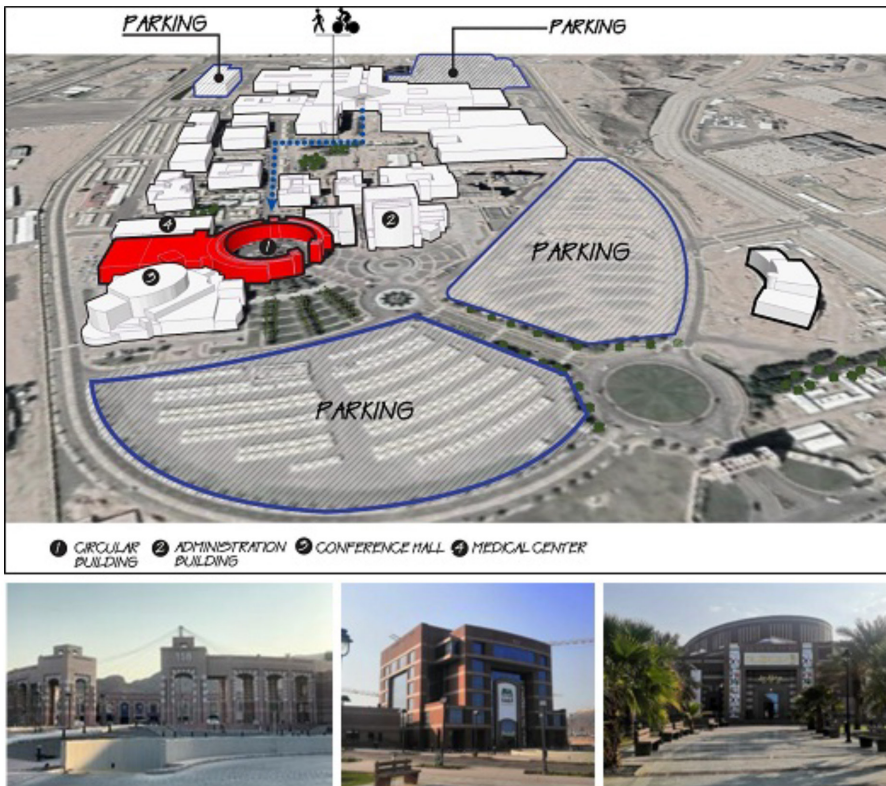 PARKING
PARKING
PARKING
PARKING
4
1
2
3
1 CIRCULAR BUILDING
2 ADMINISTRATION BUILDING
3 CONFERENCE HALL
4 MEDICAL CENTER